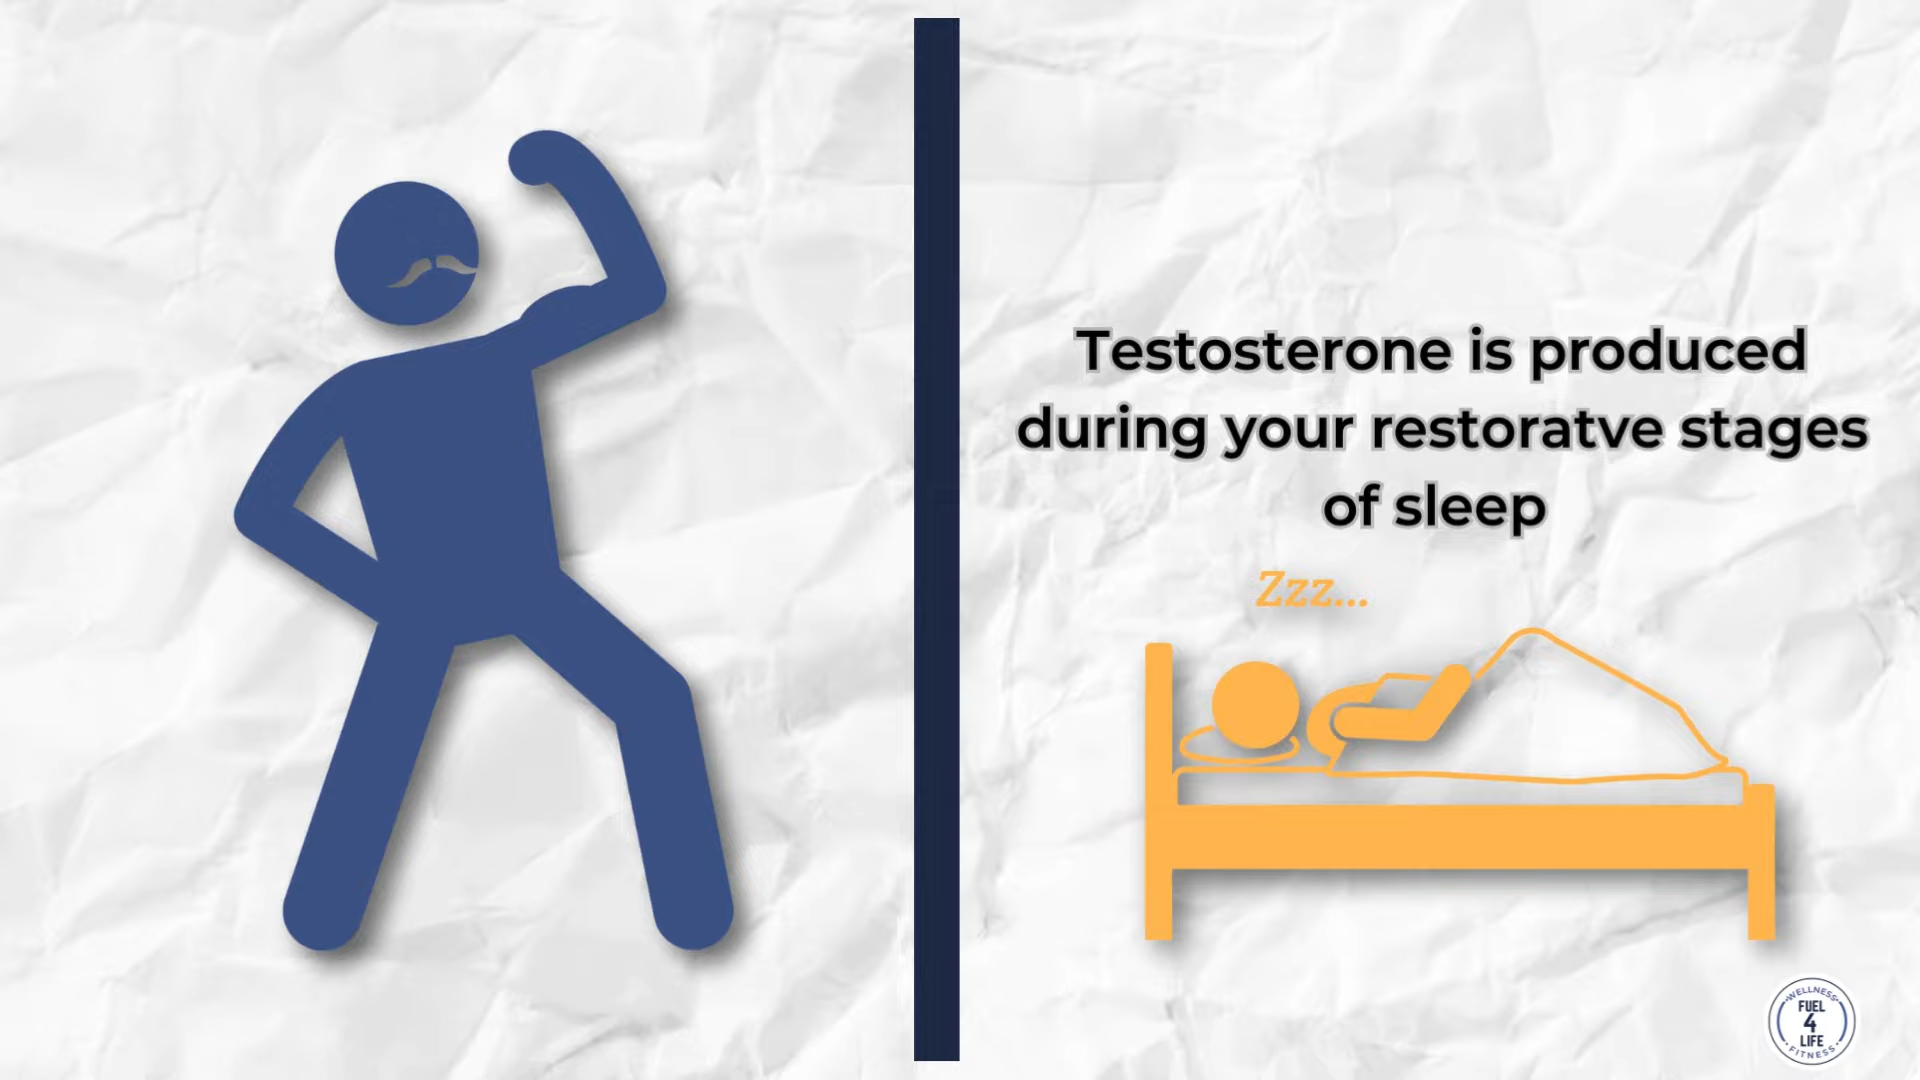 Testosterone is produced
during your restoratve stages
of sleep
Zzz...
WELLNESS
FUEL
4
LIFE
FITNESS